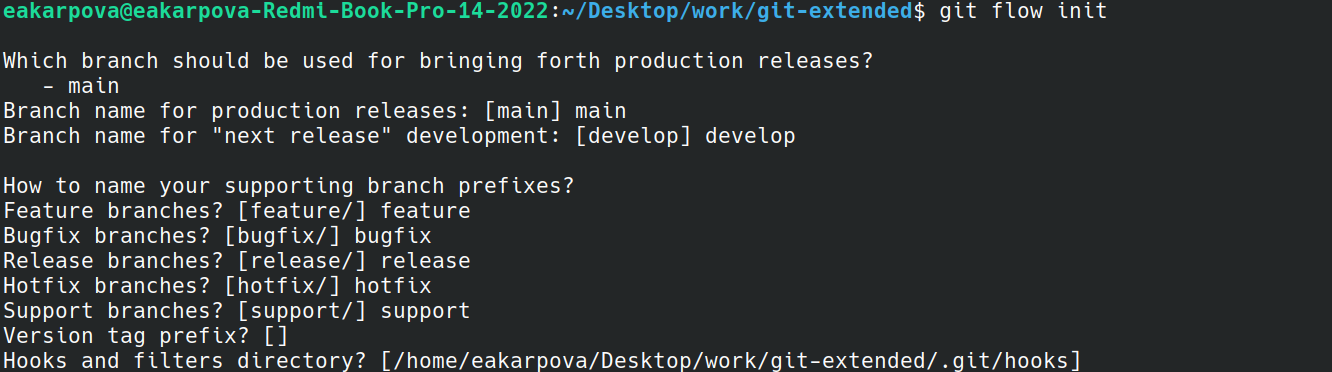 eakarpova@eakarpova-Redmi-Book-Pro-14-2022:~/Desktop/work/git-extended$ git flow init
Which branch should be used for bringing forth production releases?
   - main
Branch name for production releases: [main] main
Branch name for "next release" development: [develop] develop
How to name your supporting branch prefixes?
Feature branches? [feature/] feature
Bugfix branches? [bugfix/] bugfix
Release branches? [release/] release
Hotfix branches? [hotfix/] hotfix
Support branches? [support/] support
Version tag prefix? []
Hooks and filters directory? [/home/eakarpova/Desktop/work/git-extended/.git/hooks]